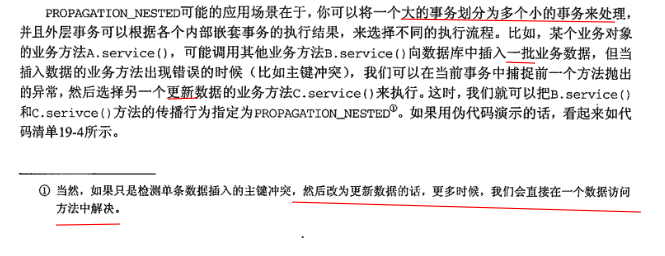 PROPAGATION_NESTED可能的应用场景在于，你可以将一个大的事务划分为多个小的事务来处理，
并且外层事务可以根据各个内部嵌套事务的执行结果，来选择不同的执行流程。比如，某个业务对象
的业务方法A.service()，可能调用其他业务方法B.service()向数据库中插入一批业务数据，但当
插入数据的业务方法出现错误的时候（比如主键冲突），我们可以在当前事务中捕捉前一个方法抛出
的异常，然后选择另一个更新数据的业务方法C.service()来执行。这时，我们就可以把B.service()
和C.serivce()方法的传播行为指定为PROPAGATION_NESTED①。如果用伪代码演示的话，看起来如代
码清单19-4所示。
① 当然，如果只是检测单条数据插入的主键冲突，然后改为更新数据的话，更多时候，我们会直接在一个数据访问
方法中解决。